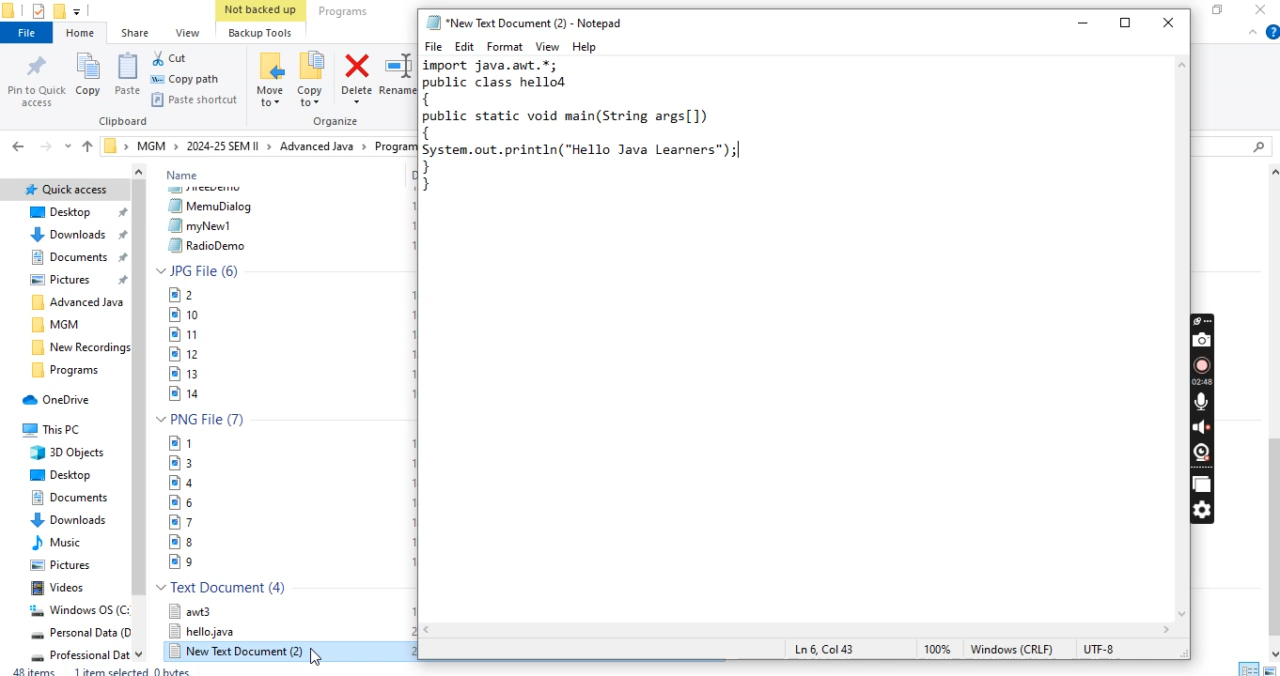 Not backed up
Programs
File
Home
Share
View
Backup Tools
Pin to Quick
access
Copy
Paste
Cut
Copy path
Paste shortcut
Move
to
Copy
to
Delete
Rename
Clipboard
Organize
MGM › 2024-25 SEM II › Advanced Java › Program
Name
Quick access
Desktop
Downloads
Documents
Pictures
Advanced Java
MGM
New Recordings
Programs
OneDrive
This PC
3D Objects
Desktop
Documents
Downloads
Music
Pictures
Videos
Windows OS (C:
Personal Data (D
Professional Dat
MemuDialog
myNew1
RadioDemo
JPG File (6)
2
10
11
12
13
14
PNG File (7)
1
3
4
6
7
8
9
Text Document (4)
awt3
hello.java
New Text Document (2)
48 items
1 item selected 0 bytes
*New Text Document (2) - Notepad
File Edit Format View Help
import java.awt.*;
public class hello4
{
public static void main(String args[])
{
System.out.println("Hello Java Learners");
}
}
Ln 6, Col 43
100%
Windows (CRLF)
UTF-8
02:48